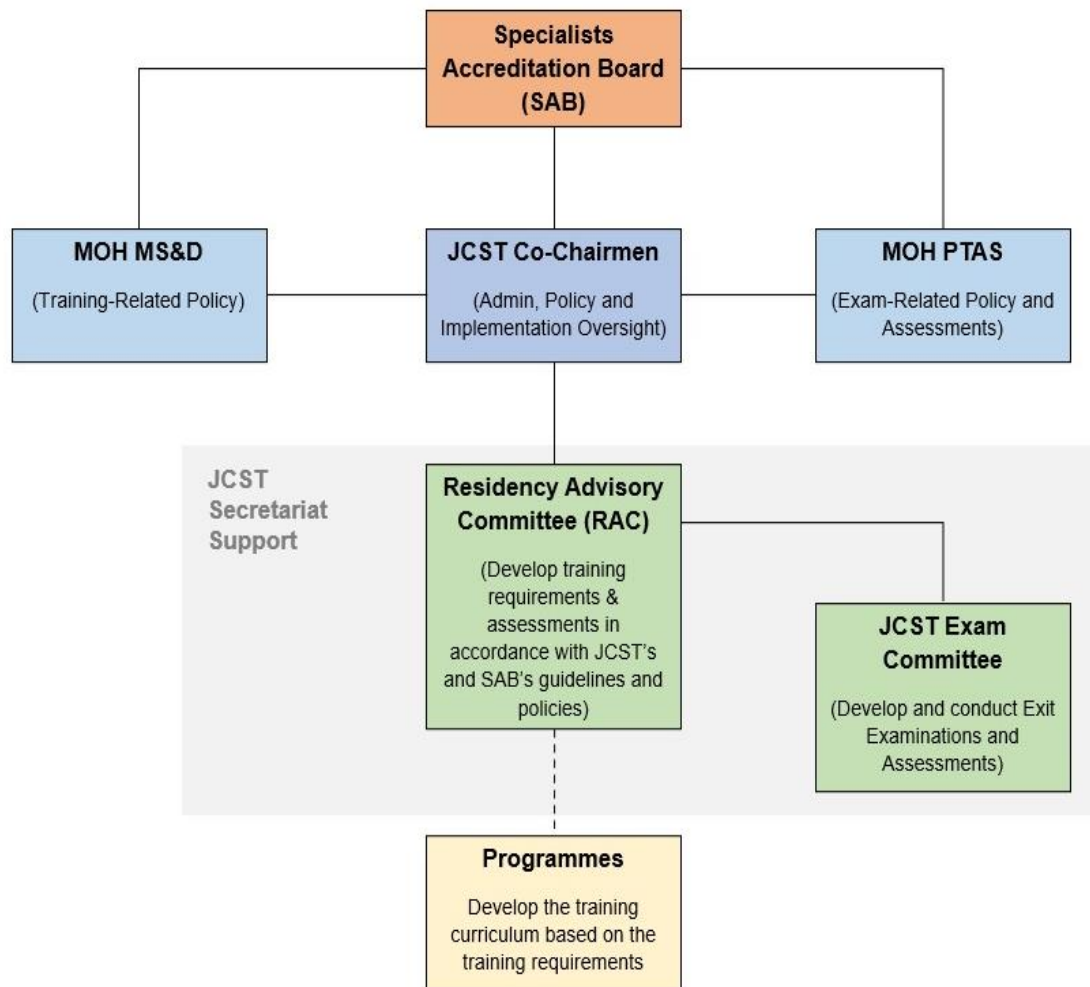 Specialists
Accreditation Board
(SAB)
MOH MS&D
(Training-Related Policy)
JCST Co-Chairmen
(Admin, Policy and
Implementation Oversight)
MOH PTAS
(Exam-Related Policy and
Assessments)
JCST
Secretariat
Support
Residency Advisory
Committee (RAC)
(Develop training
requirements &
assessments in
accordance with JCST's
and SAB's guidelines and
policies)
JCST Exam
Committee
(Develop and conduct Exit
Examinations and
Assessments)
Programmes
Develop the training
curriculum based on the
training requirements